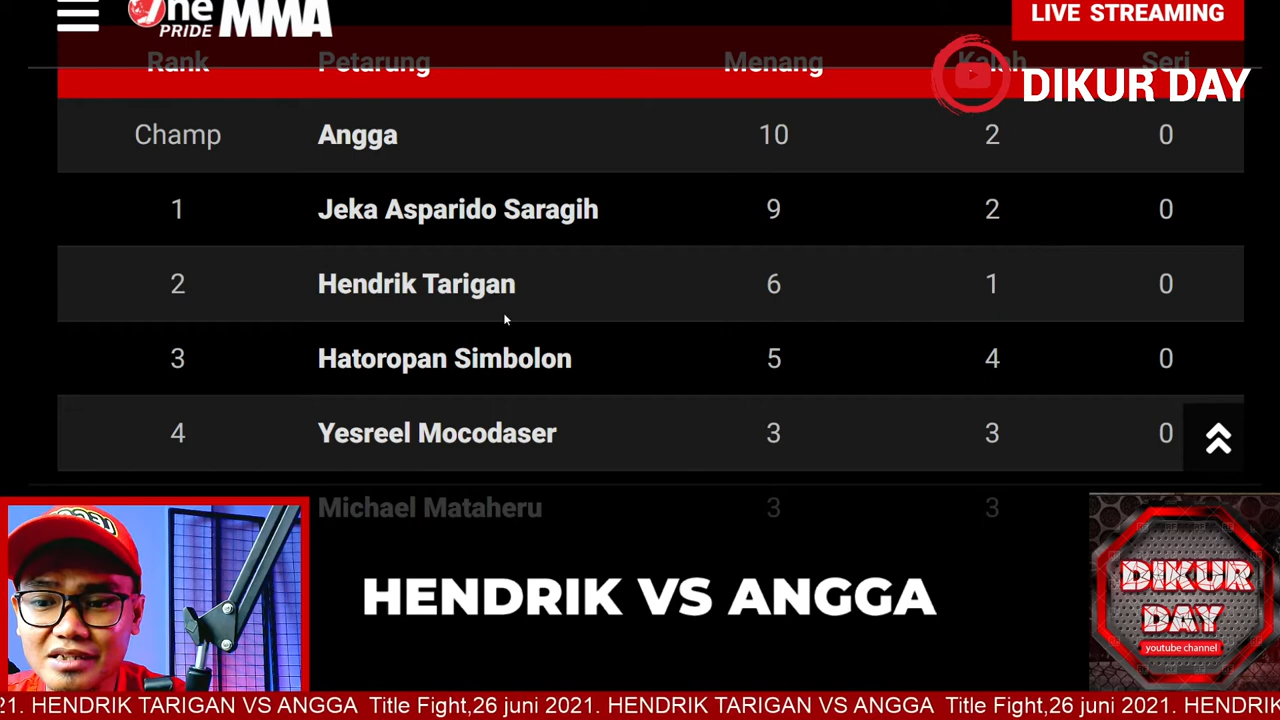 One
PRIDE MMA
LIVE STREAMING
Rank Petarung Menang Kalah Seri
DIKUR DAY
Champ Angga 10 2 0
1 Jeka Asparido Saragih 9 2 0
2 Hendrik Tarigan 6 1 0
3 Hatoropan Simbolon 5 4 0
4 Yesreel Mocodaser 3 3 0
Michael Mataheru 3 3
HENDRIK VS ANGGA
DIKUR
DAY
youtube channel
21. HENDRIK TARIGAN VS ANGGA Title Fight,26 juni 2021. HENDRIK TARIGAN VS ANGGA Title Fight,26 juni 2021. HENDRIK